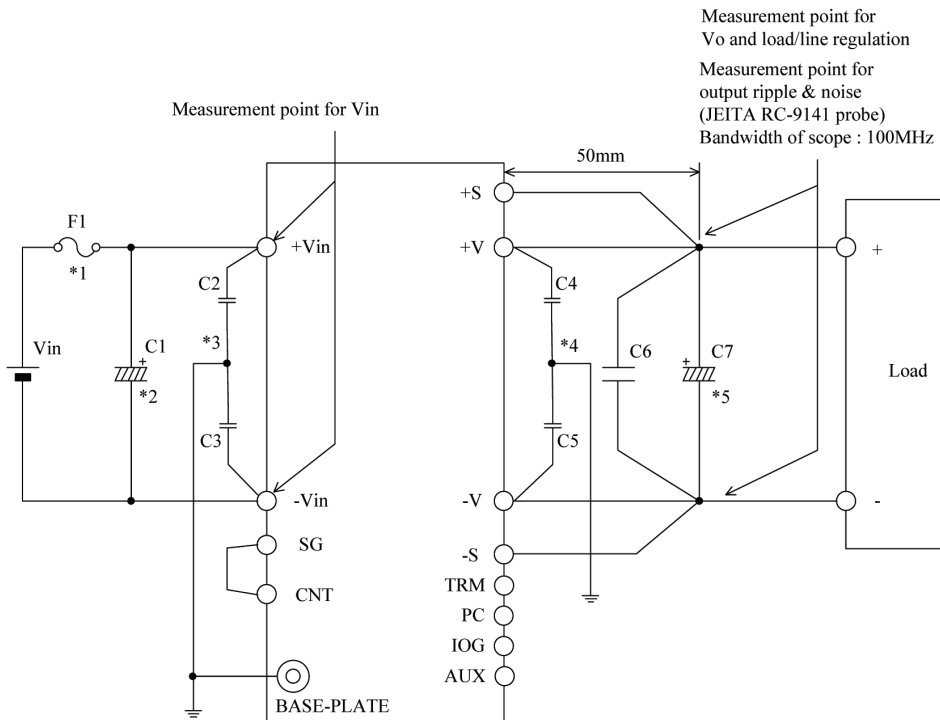 Measurement point for
Vo and load/line regulation
Measurement point for
output ripple & noise
(JEITA RC-9141 probe)
Bandwidth of scope : 100MHz
Measurement point for Vin
50mm
+S
F1
+Vin
+V
+
*1
C2
C4
Vin
C1
+
*2
*3
*4
C6
+
C7
*5
Load
C3
C5
-Vin
-V
-
SG
-S
CNT
TRM
PC
IOG
AUX
BASE-PLATE